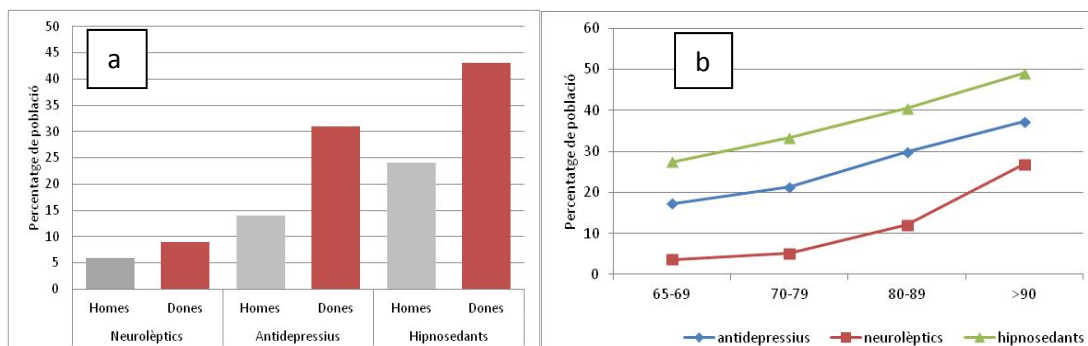 a
Percentatge de població
50
45
40
35
30
25
20
15
10
5
0
Homes Dones Homes Dones Homes Dones
Neurolèptics Antidepressius Hipnosedants
b
Percentatge de població
60
50
40
30
20
10
0
65-69 70-79 80-89 >90
antidepressius neurolèptics hipnosedants